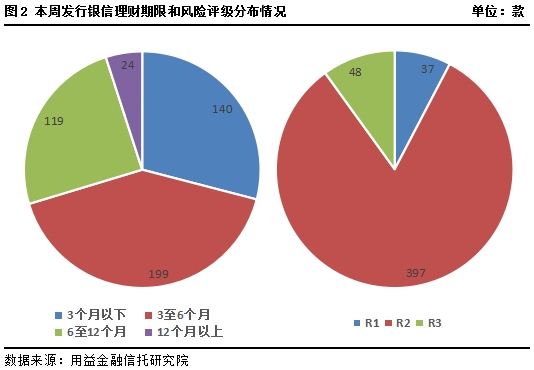 图2 本周发行银信理财期限和风险评级分布情况 单位：款
24
140
119
199
3个月以下 3至6个月
6至12个月 12个月以上
48
37
397
R1 R2 R3
数据来源：用益金融信托研究院